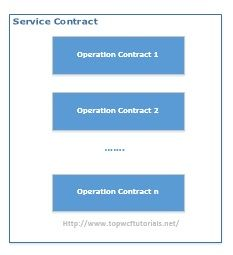 Service Contract
Operation Contract 1
Operation Contract 2
.......
Operation Contract n
Http://www.topwcftutorials.net/